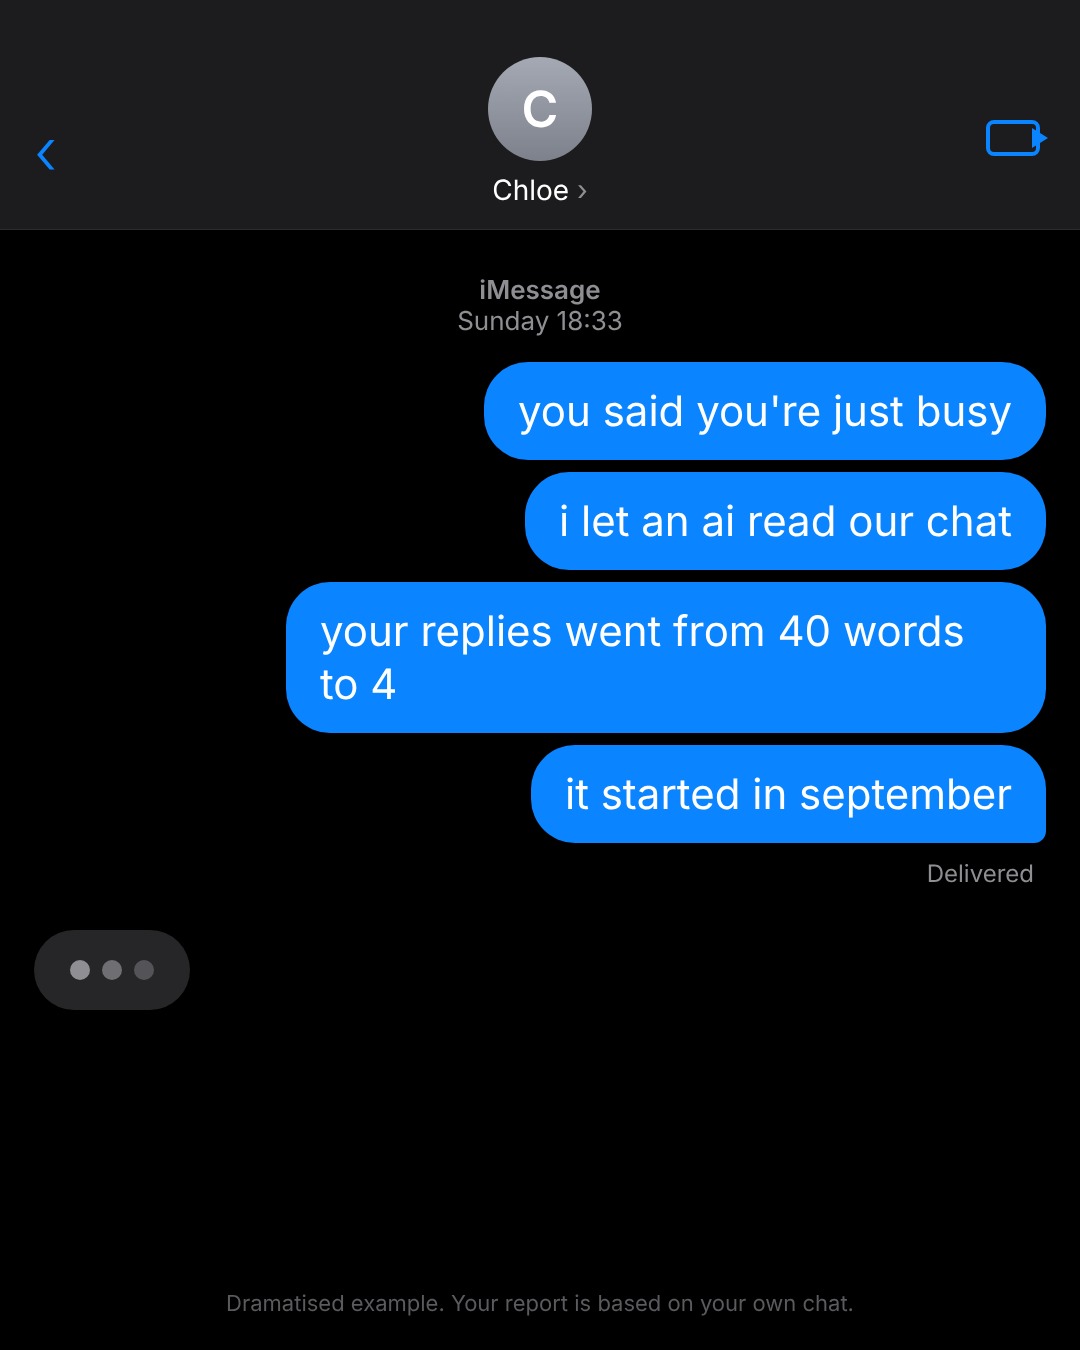 C
Chloe ›
iMessage
Sunday 18:33
you said you're just busy
i let an ai read our chat
your replies went from 40 words
to 4
it started in september
Delivered
Dramatised example. Your report is based on your own chat.